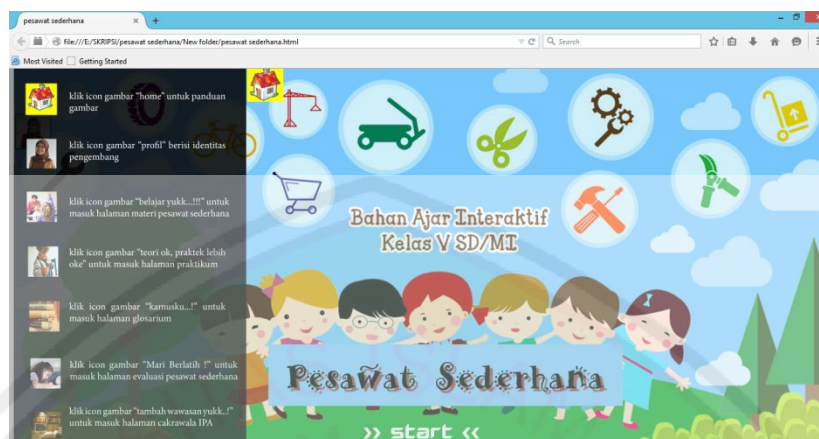 pesawat sederhana
file:///E:/SKRIPSI/pesawat sederhana/New folder/pesawat sederhana.html
Search
Most Visited
Getting Started
klik icon gambar "home" untuk panduan
gambar
klik icon gambar "profil" berisi identitas
pengembang
klik icon gambar "belajar yukk...!!!" untuk
masuk halaman materi pesawat sederhana
klik icon gambar "teori ok, praktek lebih
oke" untuk masuk halaman praktikum
klik icon gambar "kamusku...!" untuk
masuk halaman glosarium
klik icon gambar "Mari Berlatih !" untuk
masuk halaman evaluasi pesawat sederhana
klik icon gambar "tambah wawasan yukk..!"
untuk masuk halaman cakrawala IPA
Bahan Ajar Interaktif
Kelas V SD/MI
Pesawat Sederhana
>> start <<